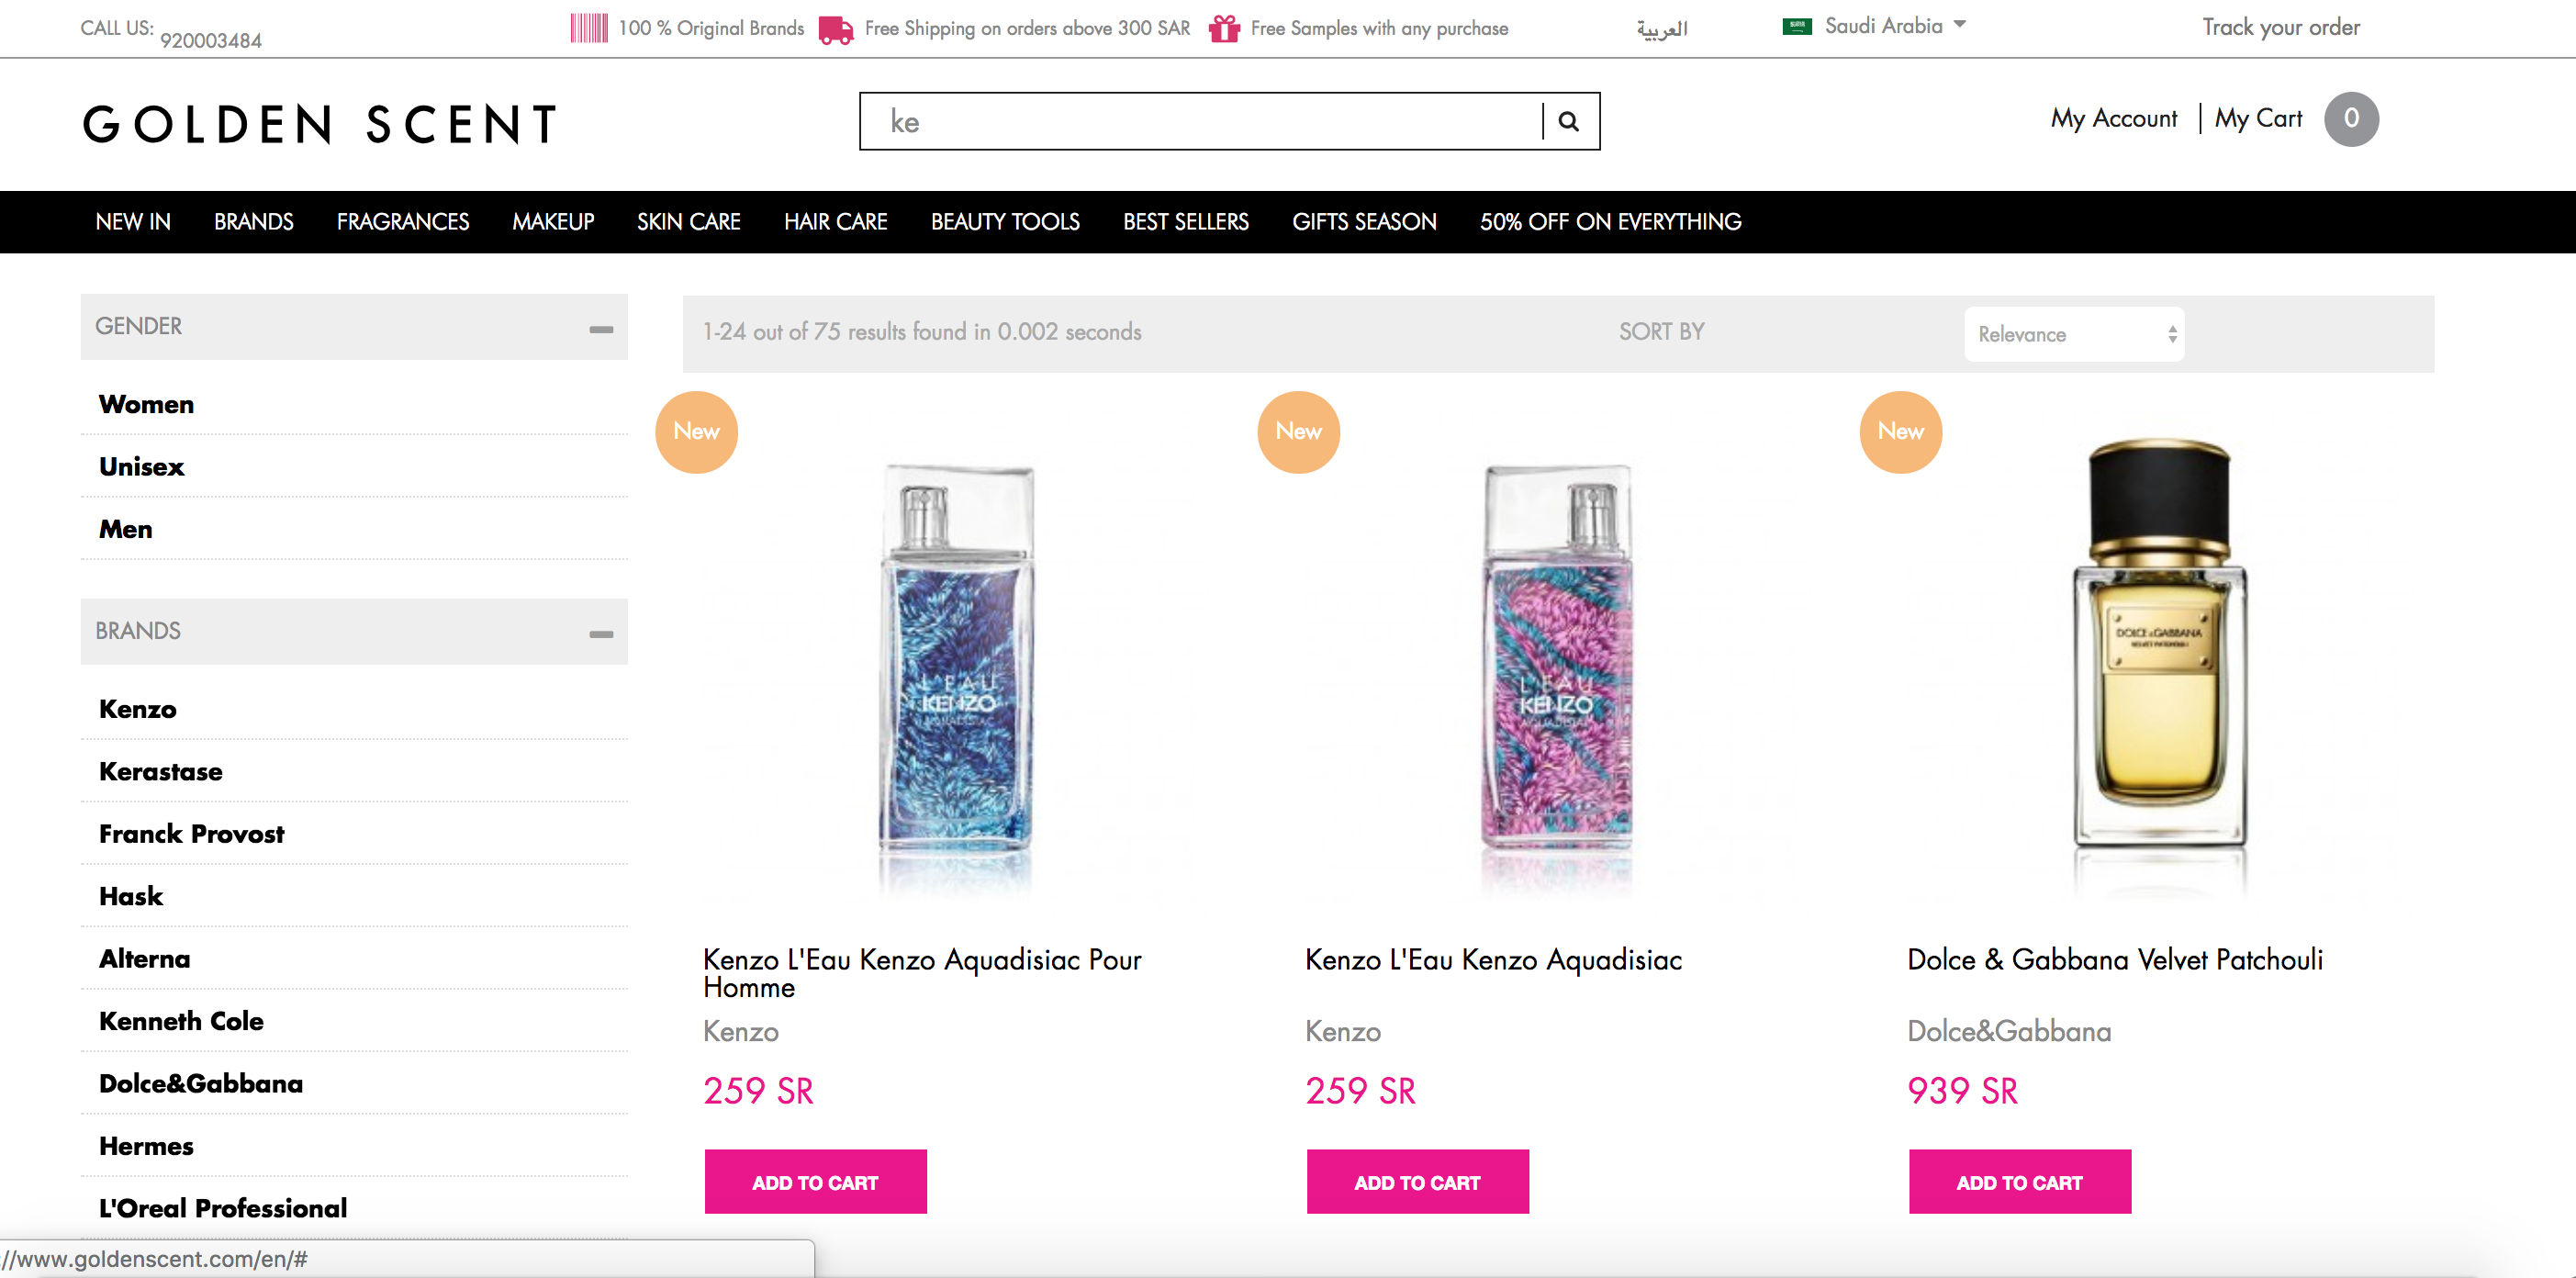 CALL US: 920003484
100 % Original Brands
Free Shipping on orders above 300 SAR
Free Samples with any purchase
العربية
Saudi Arabia
Track your order
GOLDEN SCENT
ke
My Account
My Cart
0
NEW IN
BRANDS
FRAGRANCES
MAKEUP
SKIN CARE
HAIR CARE
BEAUTY TOOLS
BEST SELLERS
GIFTS SEASON
50% OFF ON EVERYTHING
GENDER
Women
Unisex
Men
BRANDS
Kenzo
Kerastase
Franck Provost
Hask
Alterna
Kenneth Cole
Dolce&Gabbana
Hermes
L'Oreal Professional
1-24 out of 75 results found in 0.002 seconds
SORT BY
Relevance
New
L'EAU
KENZO
Kenzo L'Eau Kenzo Aquadisiac Pour
Homme
Kenzo
259 SR
ADD TO CART
New
L'EAU
KENZO
Kenzo L'Eau Kenzo Aquadisiac
Kenzo
259 SR
ADD TO CART
New
DOLCE & GABBANA
VELVET PATCHOULI
Dolce & Gabbana Velvet Patchouli
Dolce&Gabbana
939 SR
ADD TO CART
://www.goldenscent.com/en/#